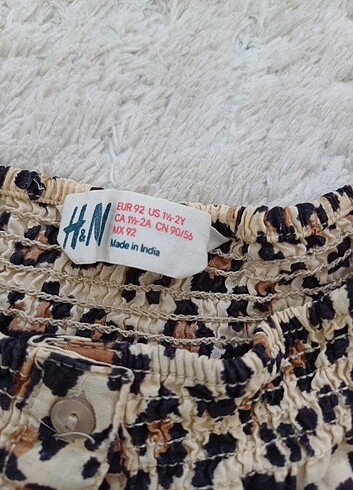 H&M
EUR 92 US 1½-2Y
CA 1½-2A CN 90/56
MX 92
Made in India